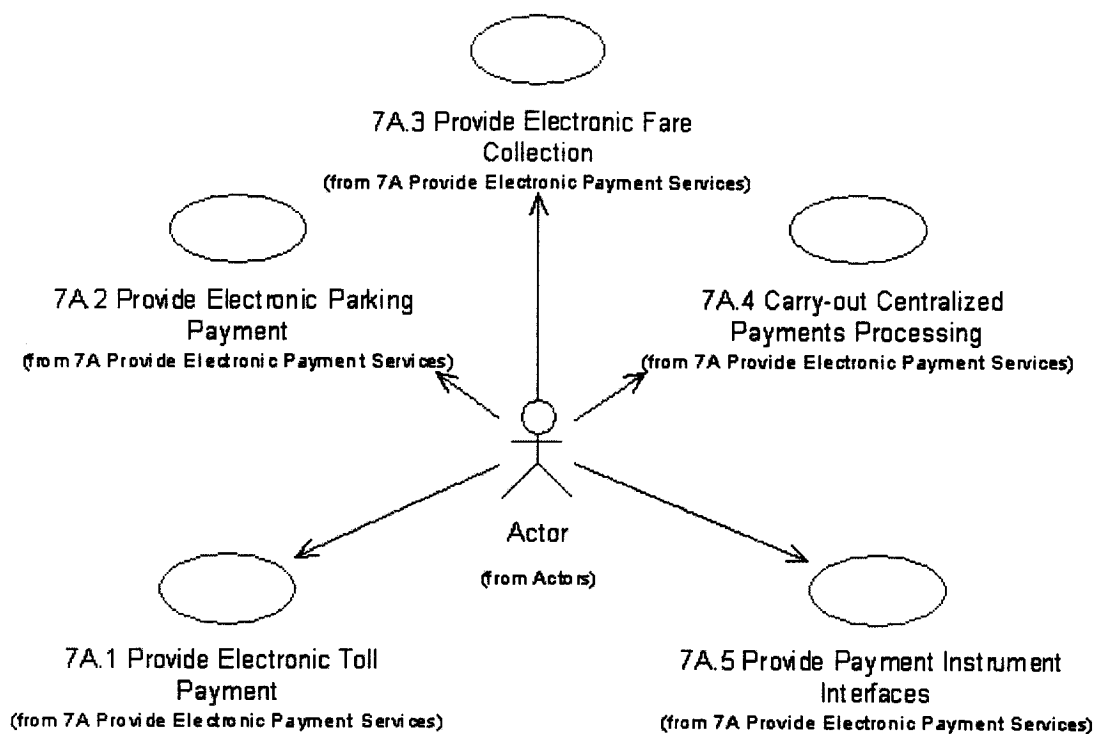 7A.3 Provide Electronic Fare
Collection
(from 7A Provide Electronic Payment Services)
7A.2 Provide Electronic Parking
Payment
(from 7A Provide Electronic Payment Services)
7A.4 Carry-out Centralized
Payments Processing
(from 7A Provide Electronic Payment Services)
Actor
(from Actors)
7A.1 Provide Electronic Toll
Payment
(from 7A Provide Electronic Payment Services)
7A.5 Provide Payment Instrument
Interfaces
(from 7A Provide Electronic Payment Services)